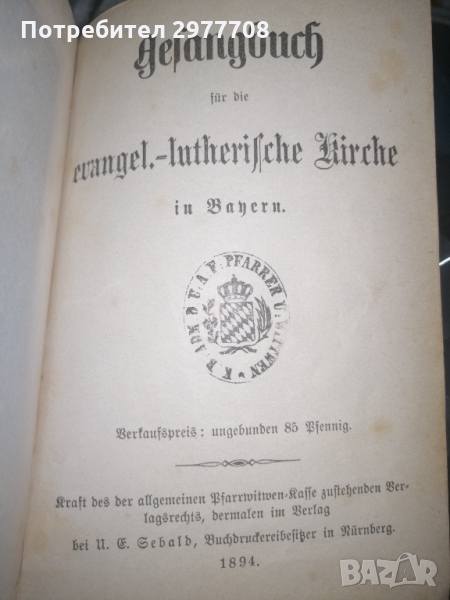 Потребител 2977708
Gesangbuch
für die
evangel.-lutherische Kirche
in Bayern.
PFARRER U. WITTWEN
Verkaufspreis: ungebunden 85 Pfennig.
Kraft des der allgemeinen Pfarrwitwen-Kasse zustehenden Ver-
lagsrechts, dermalen im Verlag
bei U. E. Sebald, Buchdruckereibesitzer in Nürnberg.
1894.
BAZAR